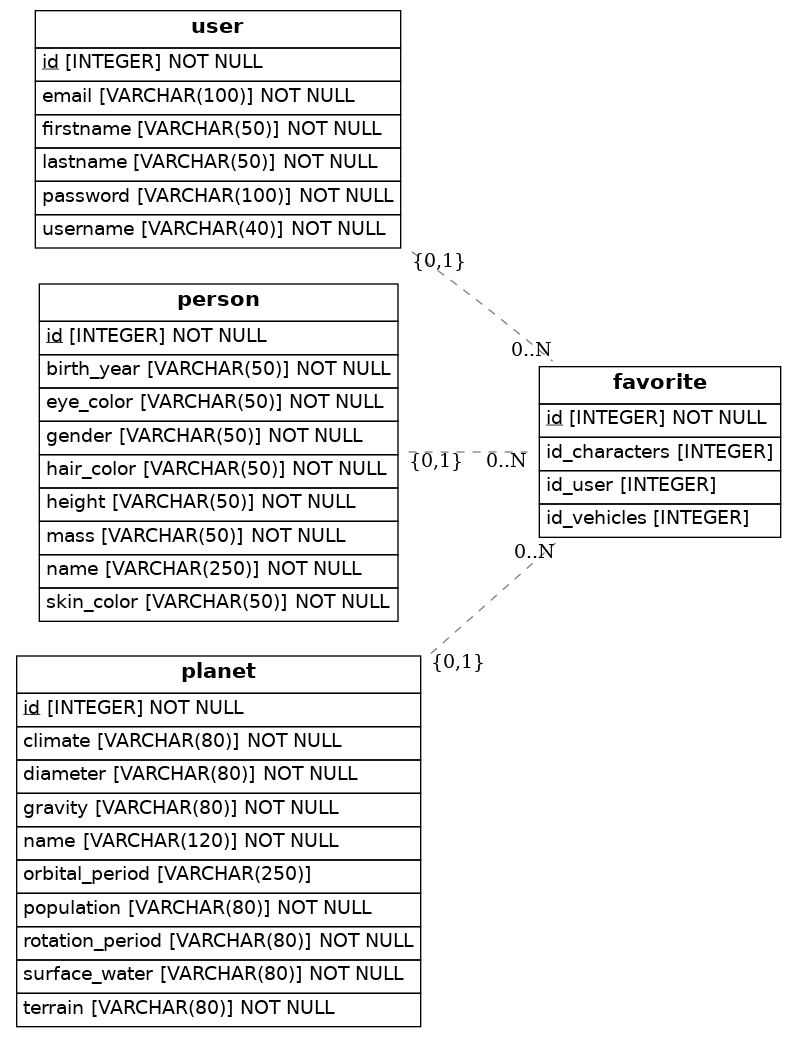 user
id [INTEGER] NOT NULL
email [VARCHAR(100)] NOT NULL
firstname [VARCHAR(50)] NOT NULL
lastname [VARCHAR(50)] NOT NULL
password [VARCHAR(100)] NOT NULL
username [VARCHAR(40)] NOT NULL
{0,1}
0..N
person
id [INTEGER] NOT NULL
birth_year [VARCHAR(50)] NOT NULL
eye_color [VARCHAR(50)] NOT NULL
gender [VARCHAR(50)] NOT NULL
hair_color [VARCHAR(50)] NOT NULL
height [VARCHAR(50)] NOT NULL
mass [VARCHAR(50)] NOT NULL
name [VARCHAR(250)] NOT NULL
skin_color [VARCHAR(50)] NOT NULL
{0,1}
0..N
favorite
id [INTEGER] NOT NULL
id_characters [INTEGER]
id_user [INTEGER]
id_vehicles [INTEGER]
0..N
{0,1}
planet
id [INTEGER] NOT NULL
climate [VARCHAR(80)] NOT NULL
diameter [VARCHAR(80)] NOT NULL
gravity [VARCHAR(80)] NOT NULL
name [VARCHAR(120)] NOT NULL
orbital_period [VARCHAR(250)]
population [VARCHAR(80)] NOT NULL
rotation_period [VARCHAR(80)] NOT NULL
surface_water [VARCHAR(80)] NOT NULL
terrain [VARCHAR(80)] NOT NULL